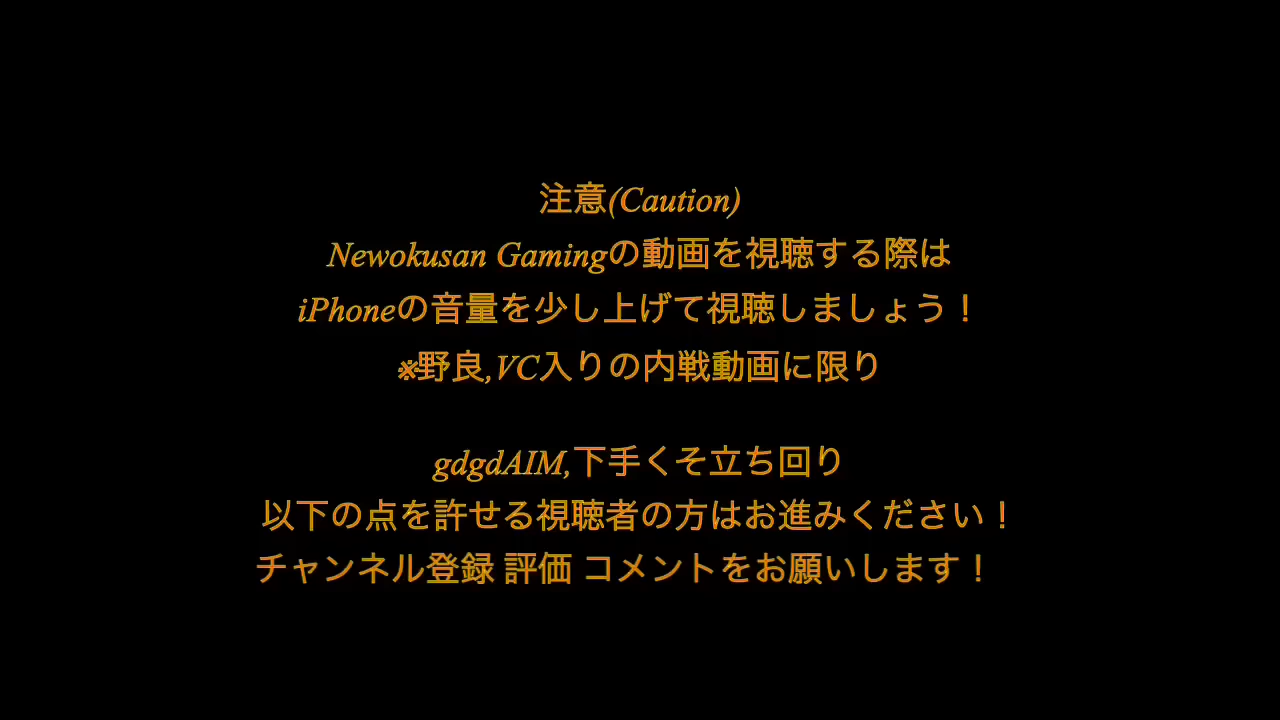 注意(Caution)
Newokusan Gamingの動画を視聴する際は
iPhoneの音量を少し上げて視聴しましょう！
※野良,VC入りの内戦動画に限り
gdgdAIM,下手くそ立ち回り
以下の点を許せる視聴者の方はお進みください！
チャンネル登録 評価 コメントをお願いします！